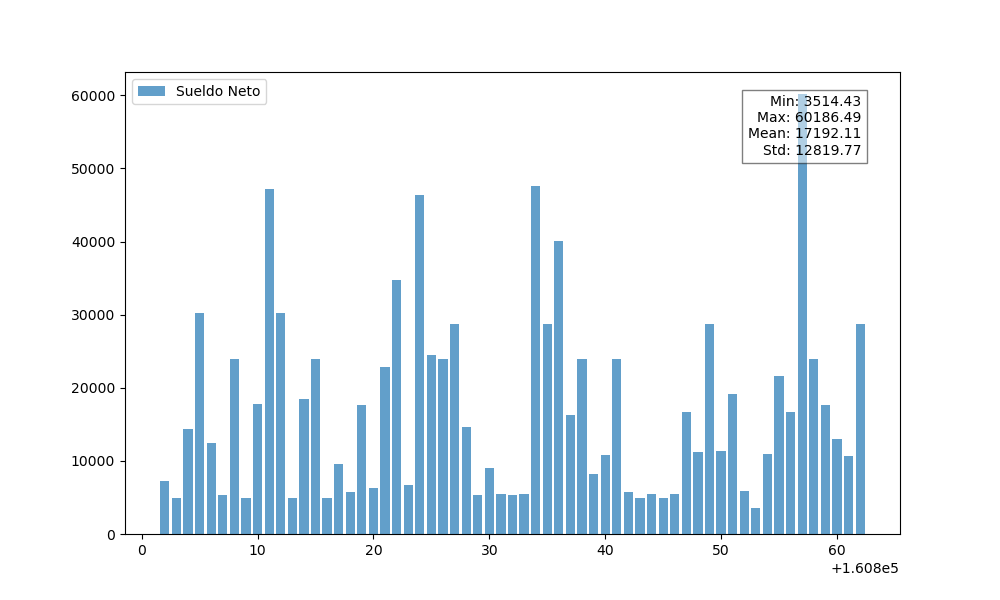 Sueldo Neto
Min: 3514.43
Max: 60186.49
Mean: 17192.11
Std: 12819.77
60000
50000
40000
30000
20000
10000
0
0 10 20 30 40 50 60
+1.608e5